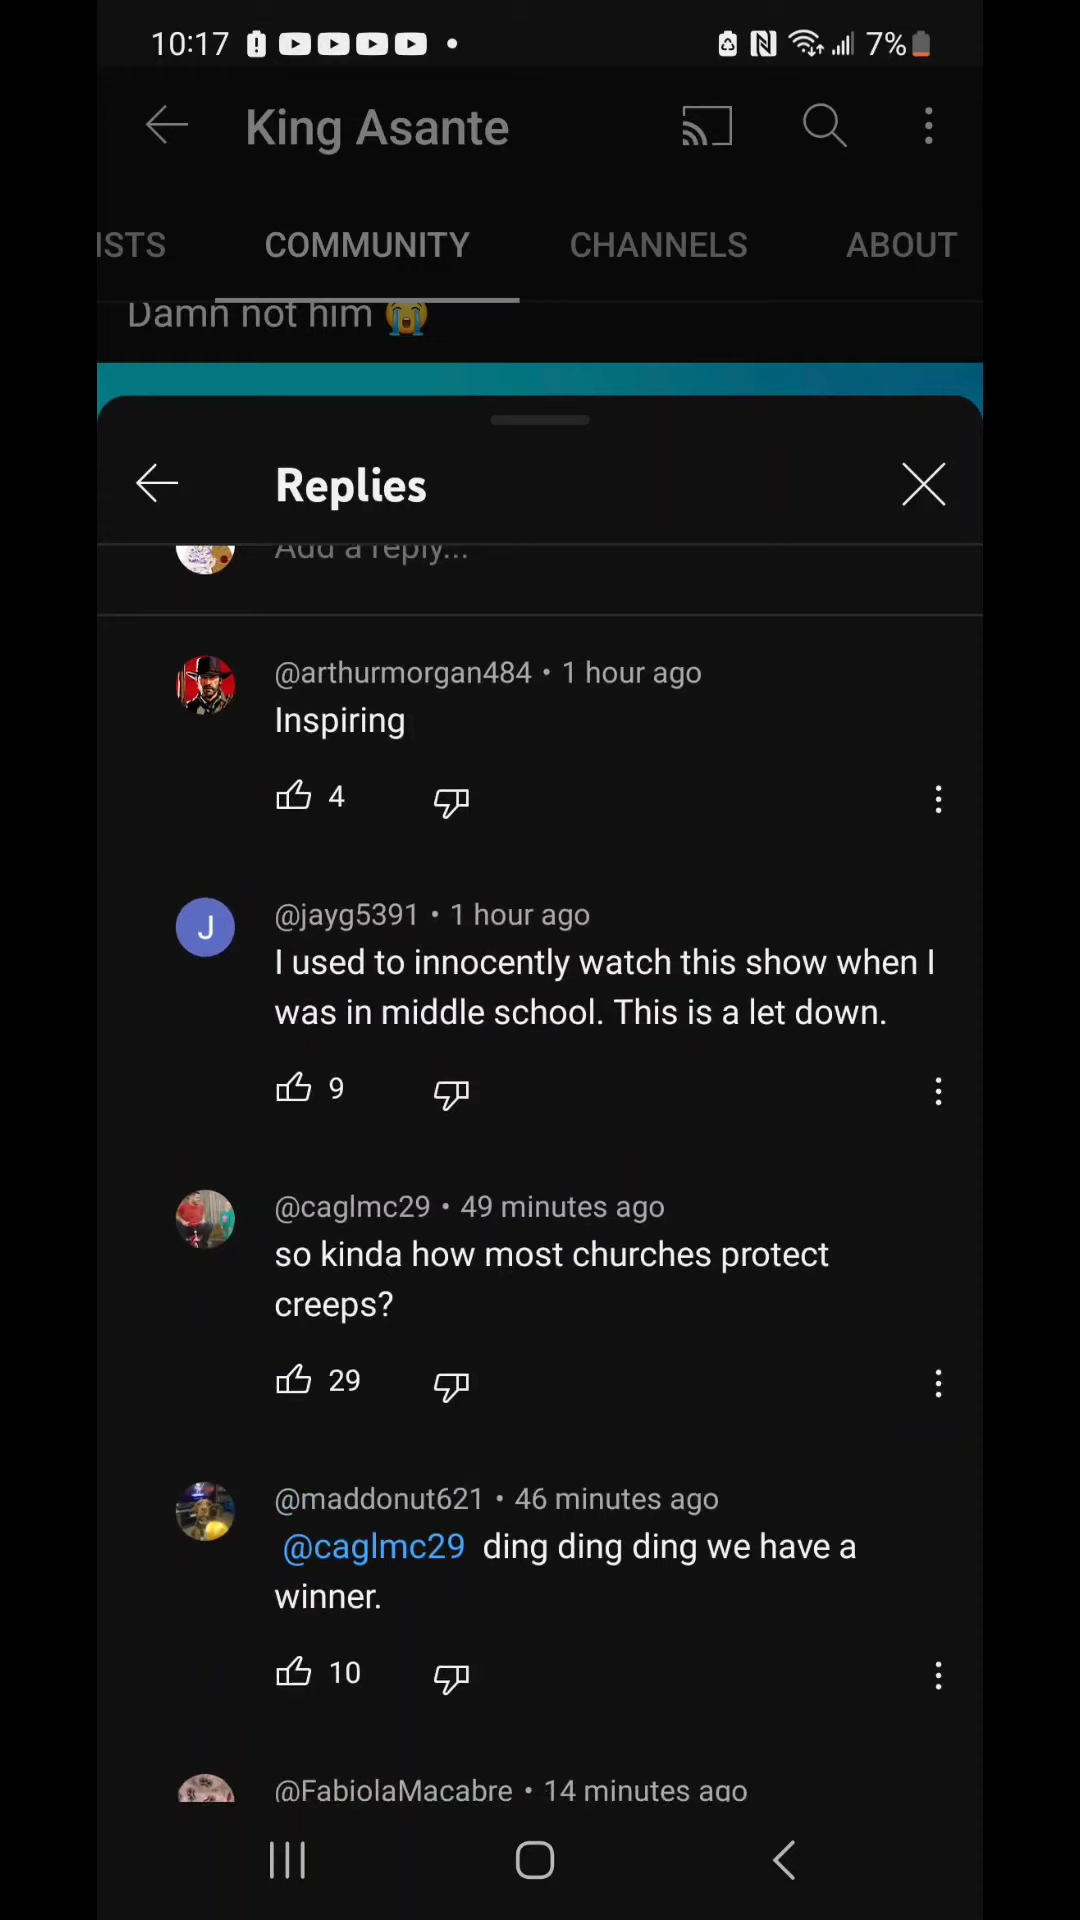 10:17
7%
King Asante
ISTS COMMUNITY CHANNELS ABOUT
Damn not him 😭
Replies
Add a reply...
@arthurmorgan484 • 1 hour ago
Inspiring
4
J
@jayg5391 • 1 hour ago
I used to innocently watch this show when I
was in middle school. This is a let down.
9
@caglmc29 • 49 minutes ago
so kinda how most churches protect
creeps?
29
@maddonut621 • 46 minutes ago
@caglmc29 ding ding ding we have a
winner.
10
@FabiolaMacabre • 14 minutes ago